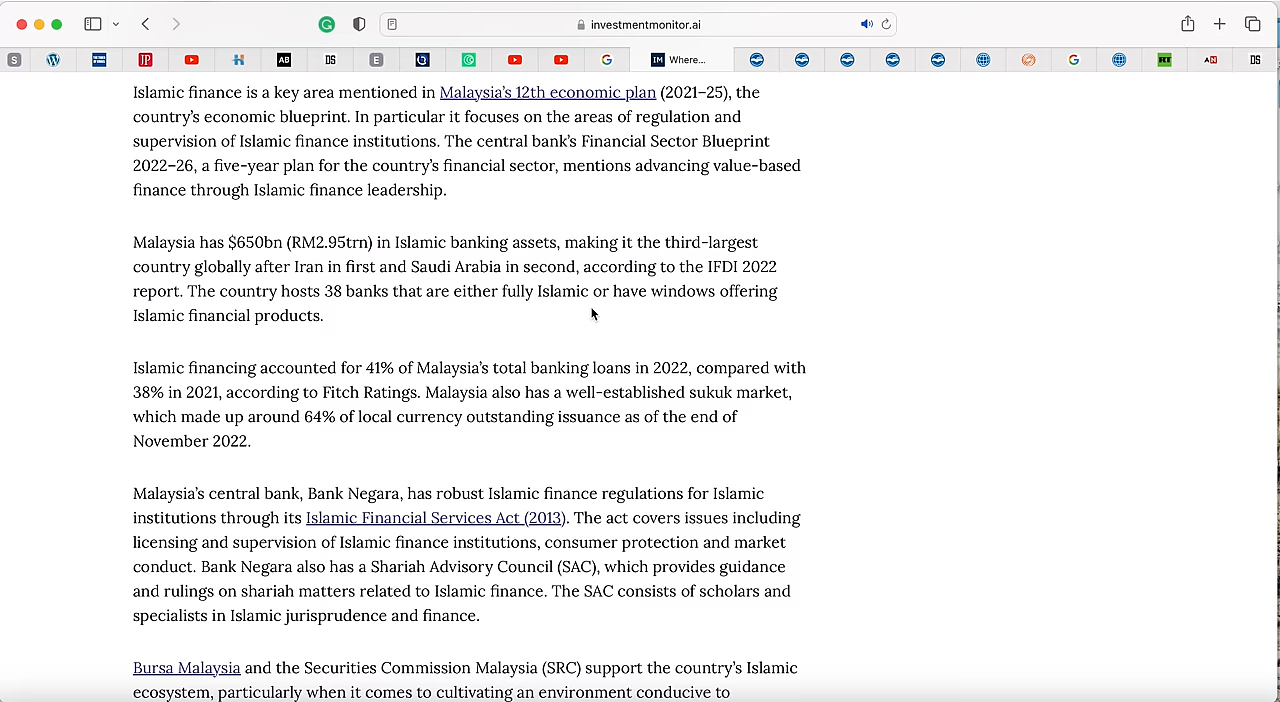 investmentmonitor.ai
S
JP
H
AB
DS
E
G
IM Where...
G
RT
AN
DS
Islamic finance is a key area mentioned in Malaysia's 12th economic plan (2021–25), the
country's economic blueprint. In particular it focuses on the areas of regulation and
supervision of Islamic finance institutions. The central bank's Financial Sector Blueprint
2022–26, a five-year plan for the country's financial sector, mentions advancing value-based
finance through Islamic finance leadership.
Malaysia has $650bn (RM2.95trn) in Islamic banking assets, making it the third-largest
country globally after Iran in first and Saudi Arabia in second, according to the IFDI 2022
report. The country hosts 38 banks that are either fully Islamic or have windows offering
Islamic financial products.
Islamic financing accounted for 41% of Malaysia's total banking loans in 2022, compared with
38% in 2021, according to Fitch Ratings. Malaysia also has a well-established sukuk market,
which made up around 64% of local currency outstanding issuance as of the end of
November 2022.
Malaysia's central bank, Bank Negara, has robust Islamic finance regulations for Islamic
institutions through its Islamic Financial Services Act (2013). The act covers issues including
licensing and supervision of Islamic finance institutions, consumer protection and market
conduct. Bank Negara also has a Shariah Advisory Council (SAC), which provides guidance
and rulings on shariah matters related to Islamic finance. The SAC consists of scholars and
specialists in Islamic jurisprudence and finance.
Bursa Malaysia and the Securities Commission Malaysia (SRC) support the country's Islamic
ecosystem, particularly when it comes to cultivating an environment conducive to